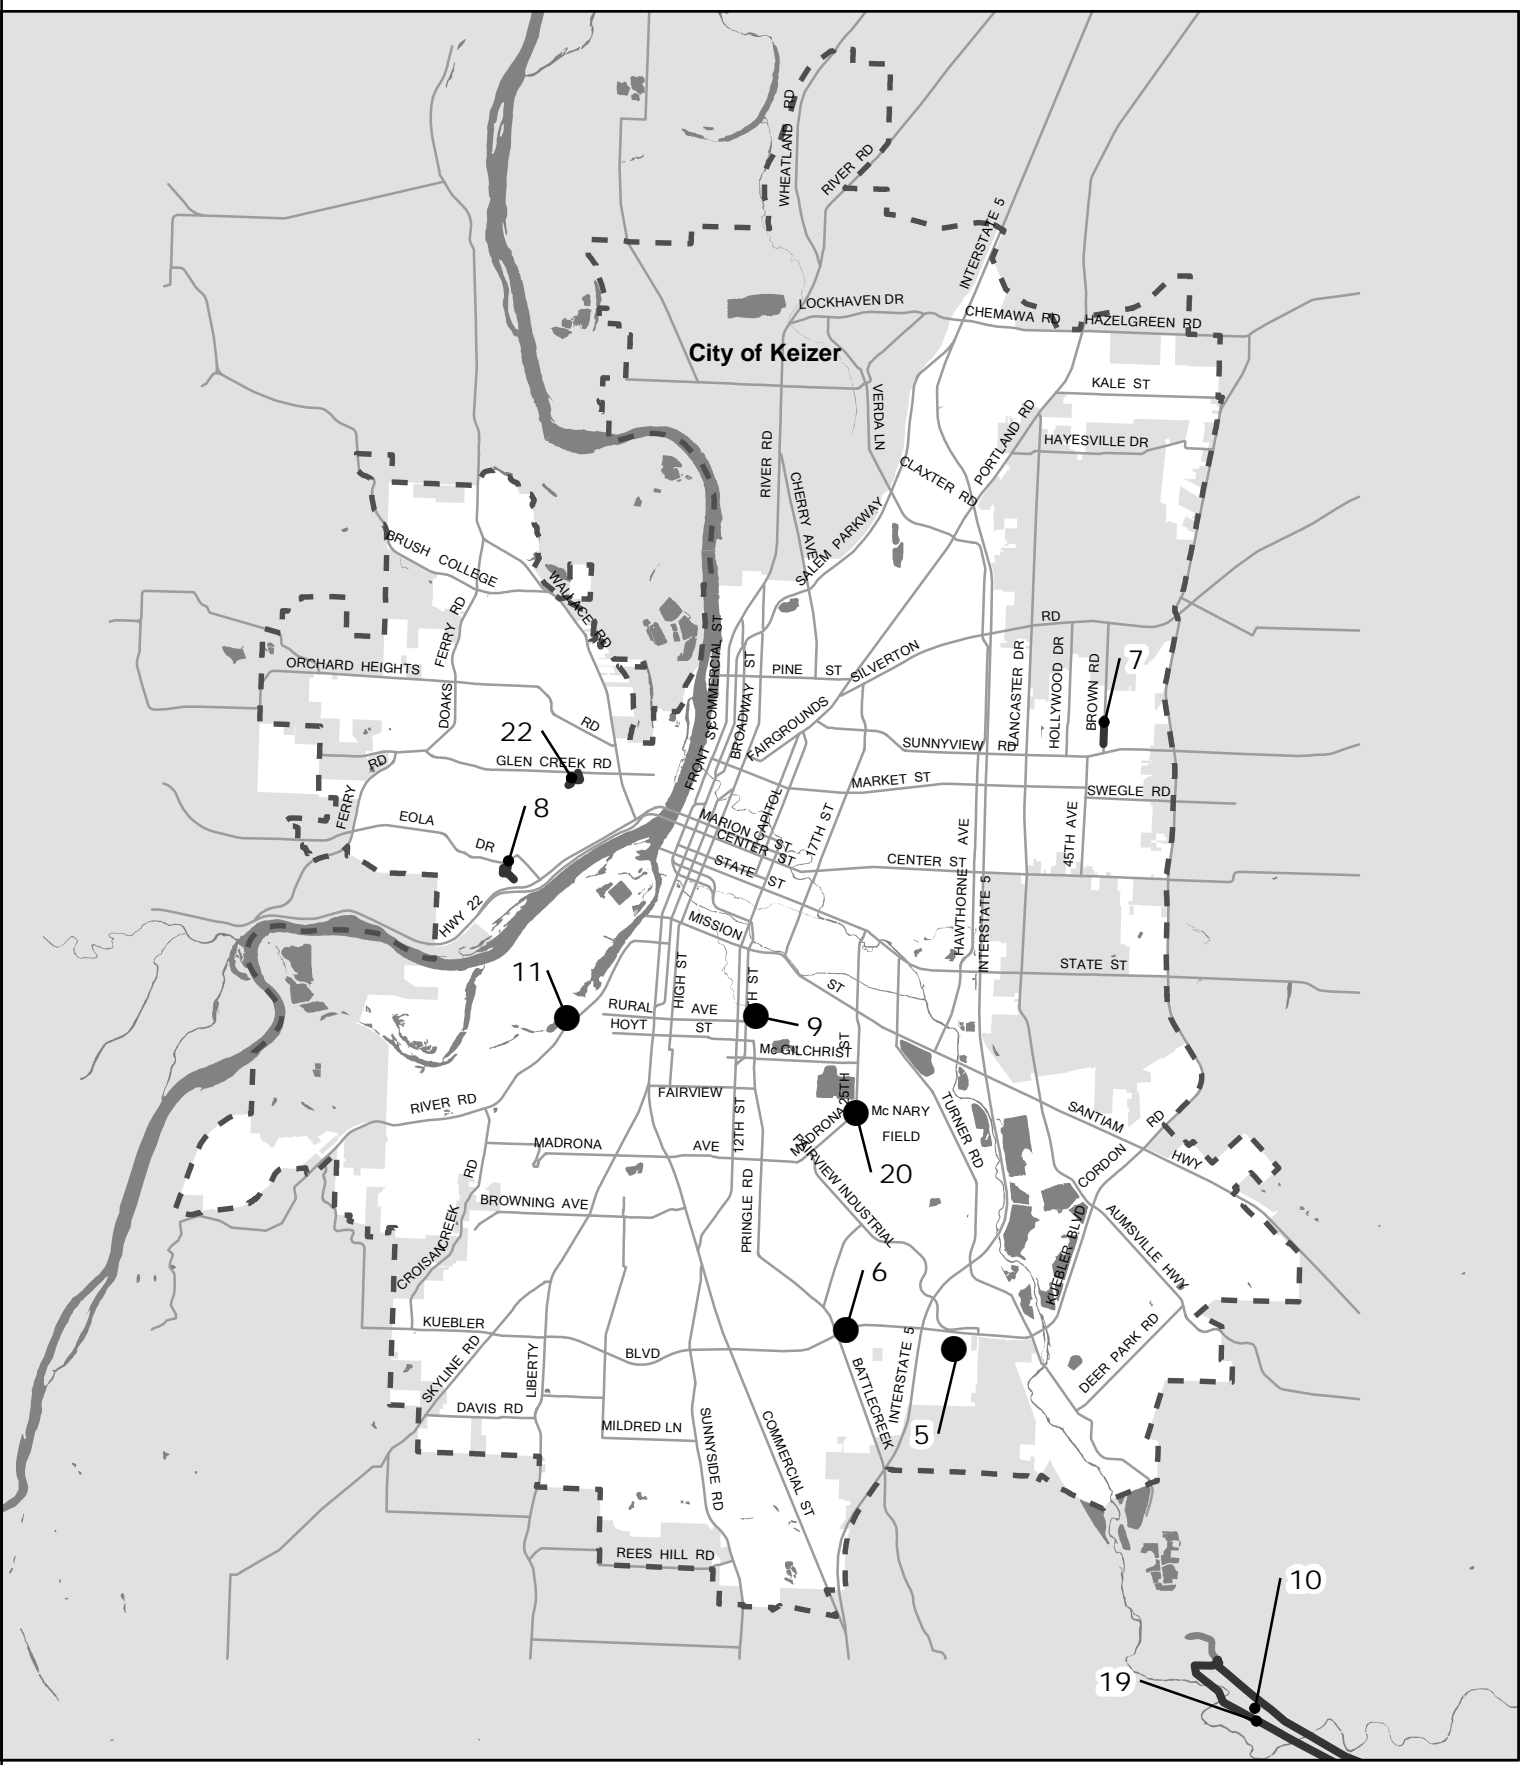 WHEATLAND RD
RIVER RD
INTERSTATE 5
LOCKHAVEN DR
CHEMAWA RD
HAZELGREEN RD
City of Keizer
KALE ST
VERDA LN
PORTLAND RD
HAYESVILLE DR
RIVER RD
CHERRY AVE
CLAXTER RD
SALEM PARKWAY
BRUSH COLLEGE
WALLACE RD
FERRY RD
DOAKS
ORCHARD HEIGHTS
RD
COMMERCIAL ST
FRONT ST
BROADWAY ST
PINE ST
SILVERTON
RD
FAIRGROUNDS
LANCASTER DR
HOLLYWOOD DR
BROWN RD
7
22
GLEN CREEK RD
RD
FERRY
SUNNYVIEW RD
MARKET ST
SWEGLE RD
8
EOLA
DR
CAPITOL
17TH ST
MARION ST
CENTER ST
STATE ST
CENTER ST
HAWTHORNE AVE
INTERSTATE 5
45TH AVE
HWY 22
MISSION
ST
STATE ST
11
HIGH ST
TH ST
9
RURAL AVE
HOYT ST
McGILCHRIST
25TH ST
FAIRVIEW
RIVER RD
12TH ST
MADRONA
McNARY
FIELD
20
TURNER RD
SANTIAM
HWY
CORDON
RD
MADRONA AVE
FAIRVIEW INDUSTRIAL
RD
BROWNING AVE
CROISAN CREEK
PRINGLE RD
AUMSVILLE HWY
KUEBLER BLVD
6
KUEBLER
BLVD
SKYLINE RD
LIBERTY
DAVIS RD
MILDRED LN
SUNNYSIDE RD
COMMERCIAL ST
BATTLECREEK
INTERSTATE 5
5
DEER PARK RD
REES HILL RD
10
19